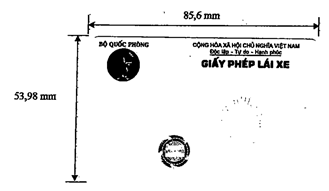 85,6 mm
BỘ QUỐC PHÒNG
CỘNG HÒA XÃ HỘI CHỦ NGHĨA VIỆT NAM
Độc lập - Tự do - Hạnh phúc
GIẤY PHÉP LÁI XE
53,98 mm